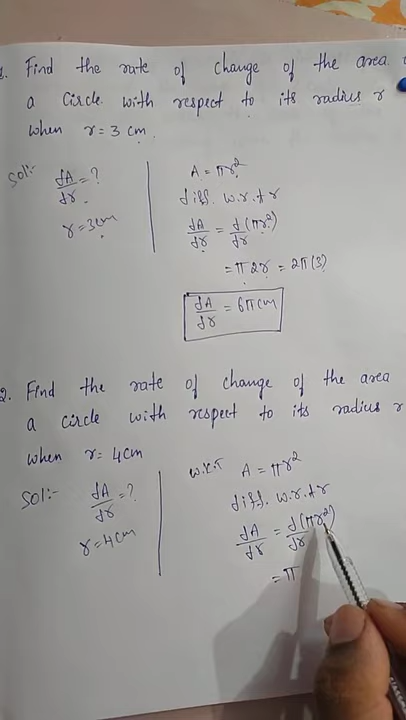 1. Find the rate of change of the area of
a circle with respect to its radius r
when r = 3 cm.
Sol:-
dA/dr = ?
r = 3cm
A = πr²
diff. w.r.t r
dA/dr = d/dr (πr²)
= π 2r = 2π(3)
dA/dr = 6π cm
2. Find the rate of change of the area
a circle with respect to its radius r
when r = 4cm
Sol:-
dA/dr = ?
r = 4cm
W.K.T A = πr²
diff. w.r.t r
dA/dr = d(πr²)/dr
= π